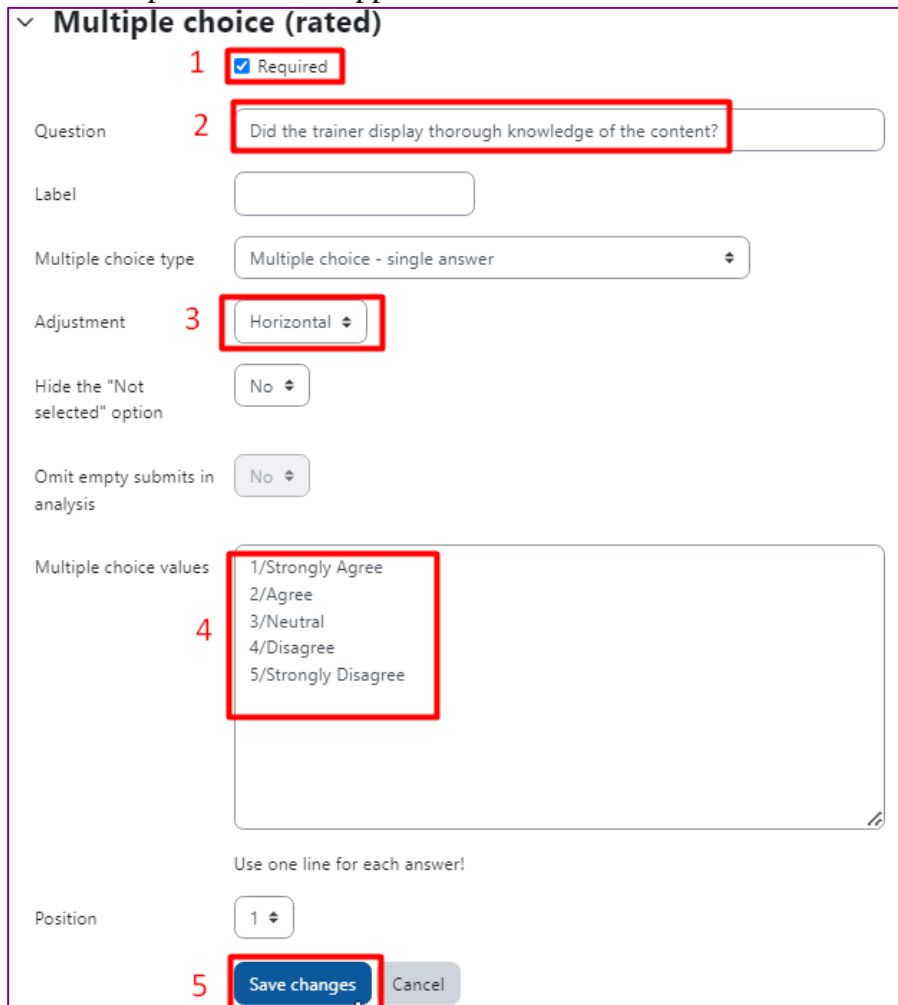 Multiple choice (rated)
1 Required
Question 2 Did the trainer display thorough knowledge of the content?
Label
Multiple choice type Multiple choice - single answer
Adjustment 3 Horizontal
Hide the "Not
selected" option
No
Omit empty submits in
analysis
No
Multiple choice values
1/Strongly Agree
2/Agree
3/Neutral
4/Disagree
5/Strongly Disagree
4
Use one line for each answer!
Position 1
5 Save changes Cancel